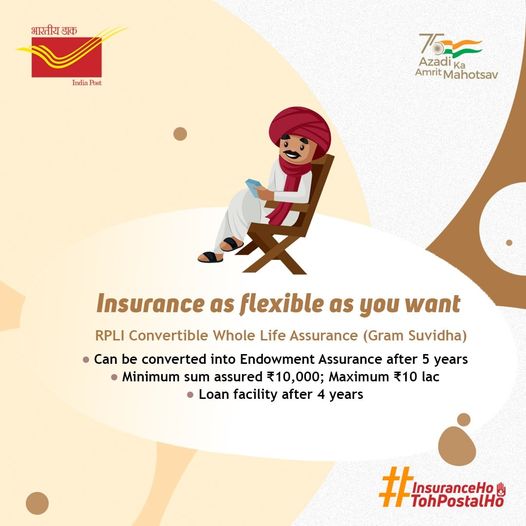 भारतीय डाक
India Post
75
Azadi Ka
Amrit Mahotsav
Insurance as flexible as you want
RPLI Convertible Whole Life Assurance (Gram Suvidha)
● Can be converted into Endowment Assurance after 5 years
● Minimum sum assured ₹10,000; Maximum ₹10 lac
● Loan facility after 4 years
#InsuranceHo
TohPostalHo